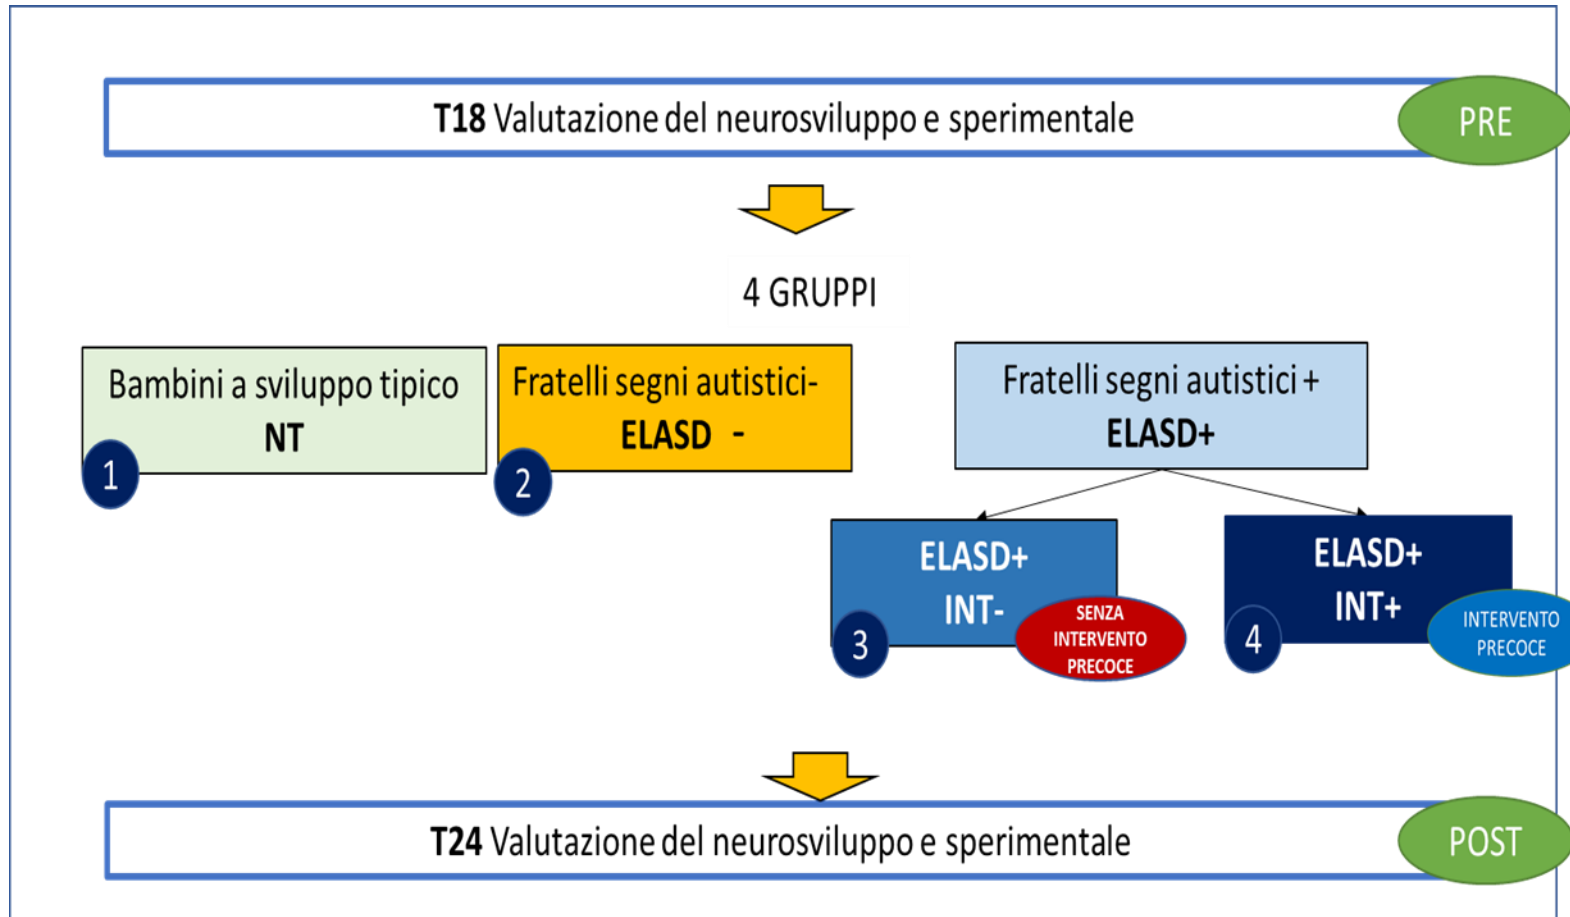 T18 Valutazione del neurosviluppo e sperimentale
PRE
4 GRUPPI
Bambini a sviluppo tipico
NT
1
Fratelli segni autistici-
ELASD -
2
Fratelli segni autistici +
ELASD+
ELASD+
INT-
3
SENZA
INTERVENTO
PRECOCE
ELASD+
INT+
4
INTERVENTO
PRECOCE
T24 Valutazione del neurosviluppo e sperimentale
POST